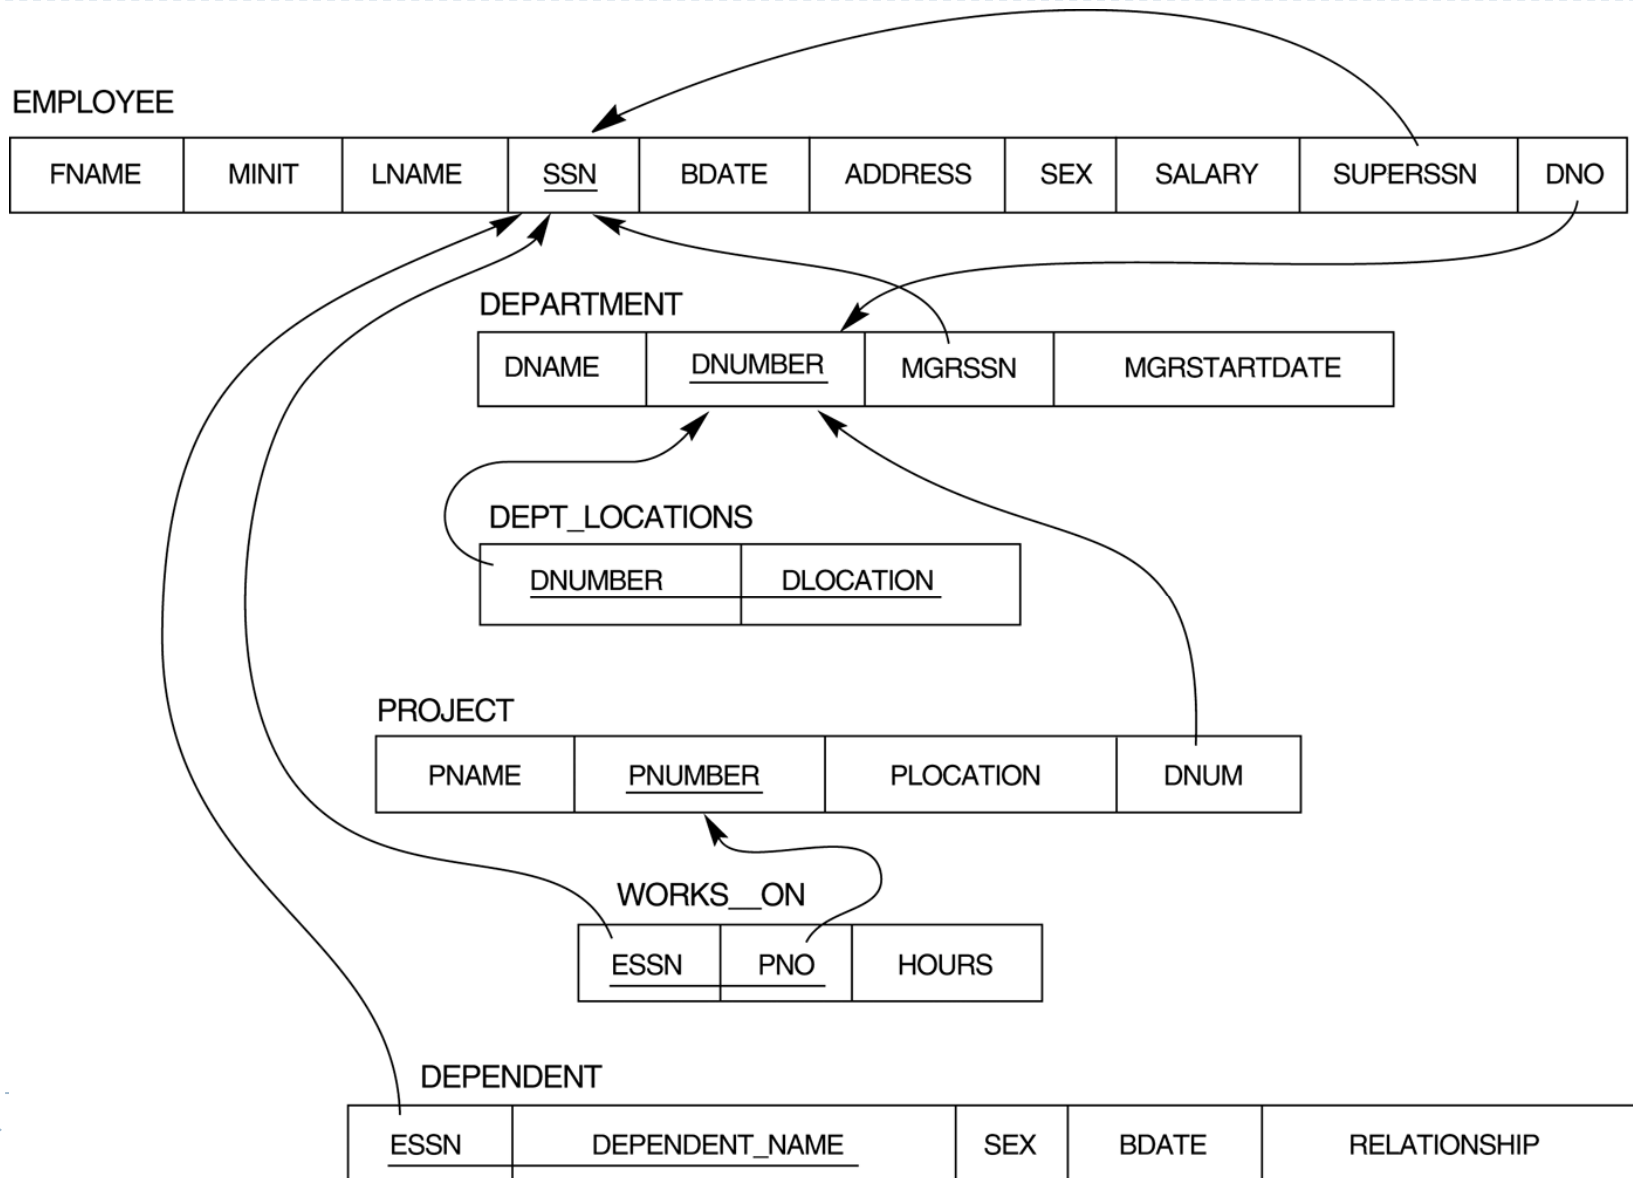 EMPLOYEE
FNAME MINIT LNAME SSN BDATE ADDRESS SEX SALARY SUPERSSN DNO
DEPARTMENT
DNAME DNUMBER MGRSSN MGRSTARTDATE
DEPT_LOCATIONS
DNUMBER DLOCATION
PROJECT
PNAME PNUMBER PLOCATION DNUM
WORKS__ON
ESSN PNO HOURS
DEPENDENT
ESSN DEPENDENT_NAME SEX BDATE RELATIONSHIP